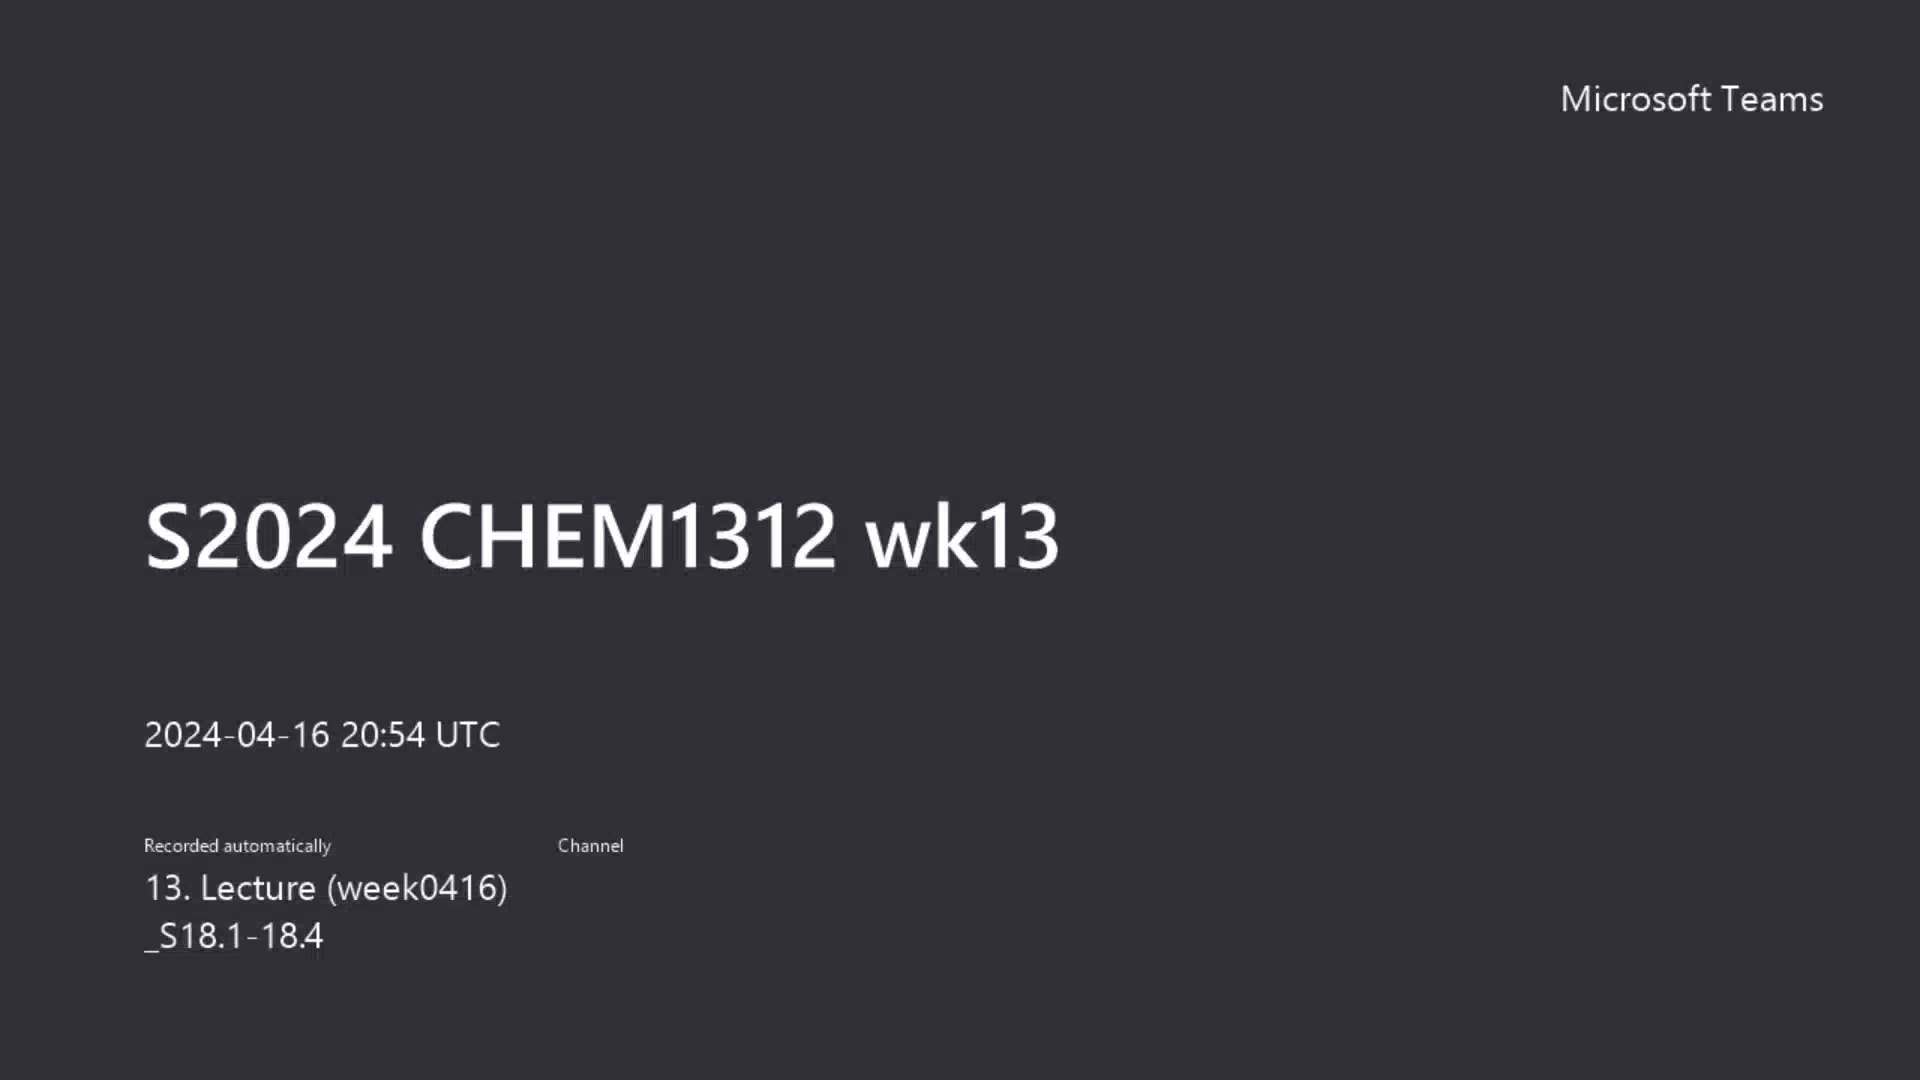 Microsoft Teams
S2024 CHEM1312 wk13
2024-04-16 20:54 UTC
Recorded automatically
Channel
13. Lecture (week0416)
_S18.1-18.4